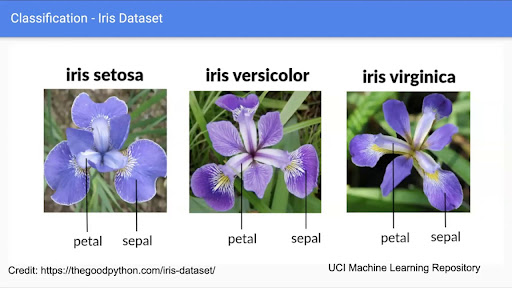 Classification - Iris Dataset
iris setosa
iris versicolor
iris virginica
petal
sepal
petal
sepal
petal
sepal
Credit: https://thegoodpython.com/iris-dataset/
UCI Machine Learning Repository